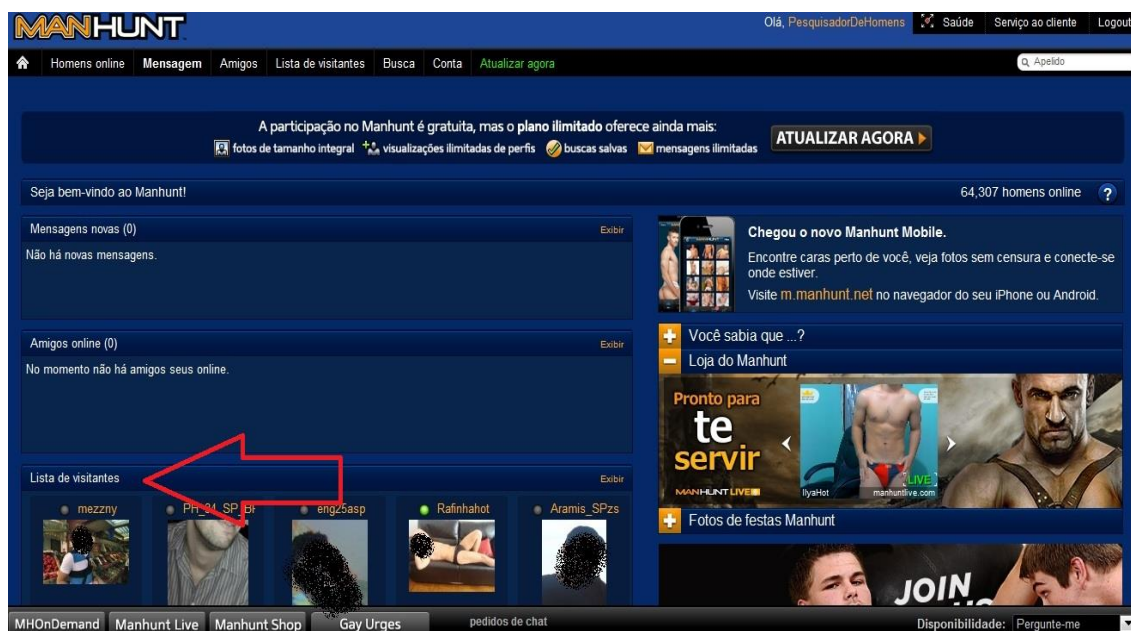 MANHUNT
Olá, PesquisadorDeHomens Saúde Serviço ao cliente Logout
Homens online Mensagem Amigos Lista de visitantes Busca Conta Atualizar agora Apelido
A participação no Manhunt é gratuita, mas o plano ilimitado oferece ainda mais:
fotos de tamanho integral visualizações ilimitadas de perfis buscas salvas mensagens ilimitadas
ATUALIZAR AGORA
Seja bem-vindo ao Manhunt! 64,307 homens online ?
Mensagens novas (0) Exibir
Não há novas mensagens.
Amigos online (0) Exibir
No momento não há amigos seus online.
Lista de visitantes Exibir
mezzny eng25asp Rafinhahot Aramis_SPzs
Chegou o novo Manhunt Mobile.
Encontre caras perto de você, veja fotos sem censura e conecte-se
onde estiver.
Visite m.manhunt.net no navegador do seu iPhone ou Android.
Você sabia que ...?
Loja do Manhunt
Pronto para
te
servir
MANHUNT LIVE
LIVE
IlyaHot manhuntlive.com
Fotos de festas Manhunt
JOIN
MHOnDemand Manhunt Live Manhunt Shop Gay Urges pedidos de chat Disponibilidade: Pergunte-me